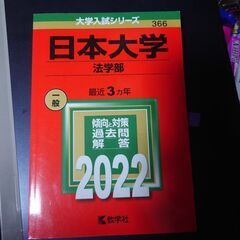 大学入試シリーズ
366
日本大学
法学部
一般
最近3カ年
傾向と対策
過去問
解答
2022
教学社